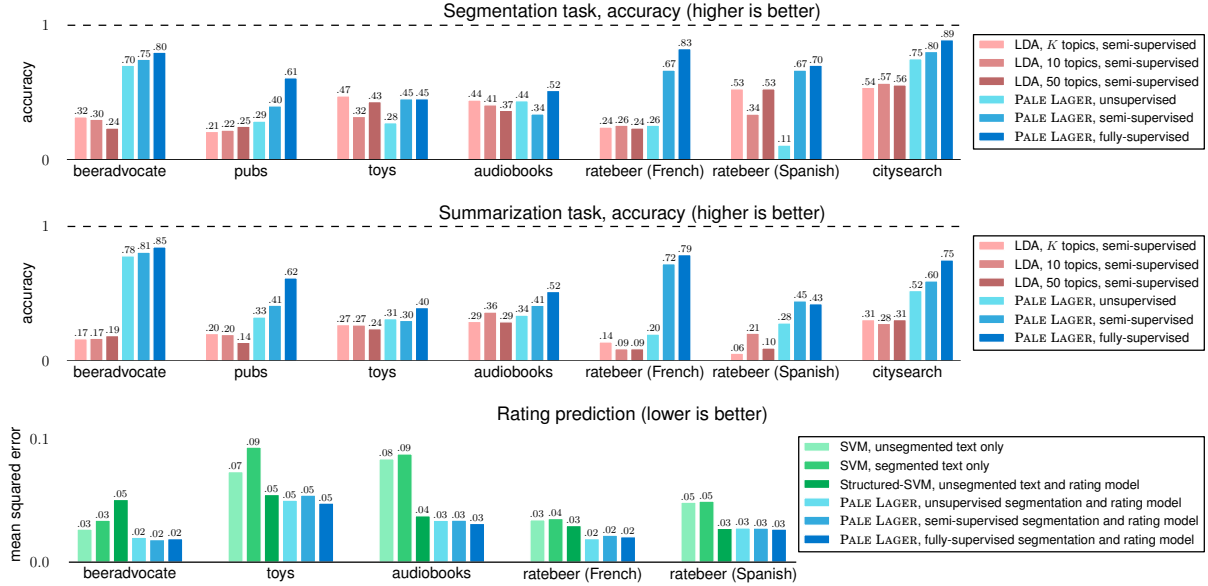 Segmentation task, accuracy (higher is better)
1
accuracy
0
.32 .30 .24 .70 .75 .80
.21 .22 .25 .29 .40 .61
.47 .32 .43 .28 .45 .45
.44 .41 .37 .44 .34 .52
.24 .26 .24 .26 .67 .83
.53 .34 .53 .11 .67 .70
.54 .57 .56 .75 .80 .89
beeradvocate pubs toys audiobooks ratebeer (French) ratebeer (Spanish) citysearch
LDA, K topics, semi-supervised
LDA, 10 topics, semi-supervised
LDA, 50 topics, semi-supervised
PALE LAGER, unsupervised
PALE LAGER, semi-supervised
PALE LAGER, fully-supervised
Summarization task, accuracy (higher is better)
1
accuracy
0
.17 .17 .19 .78 .81 .85
.20 .20 .14 .33 .41 .62
.27 .27 .24 .31 .30 .40
.29 .36 .29 .34 .41 .52
.14 .09 .09 .20 .72 .79
.06 .21 .10 .28 .45 .43
.31 .28 .31 .52 .60 .75
beeradvocate pubs toys audiobooks ratebeer (French) ratebeer (Spanish) citysearch
LDA, K topics, semi-supervised
LDA, 10 topics, semi-supervised
LDA, 50 topics, semi-supervised
PALE LAGER, unsupervised
PALE LAGER, semi-supervised
PALE LAGER, fully-supervised
Rating prediction (lower is better)
0.1
mean squared error
0.0
.03 .03 .05 .02 .02 .02
.07 .09 .05 .05 .05 .05
.08 .09 .04 .03 .03 .03
.03 .04 .03 .02 .02 .02
.05 .05 .03 .03 .03 .03
beeradvocate toys audiobooks ratebeer (French) ratebeer (Spanish)
SVM, unsegmented text only
SVM, segmented text only
Structured-SVM, unsegmented text and rating model
PALE LAGER, unsupervised segmentation and rating model
PALE LAGER, semi-supervised segmentation and rating model
PALE LAGER, fully-supervised segmentation and rating model